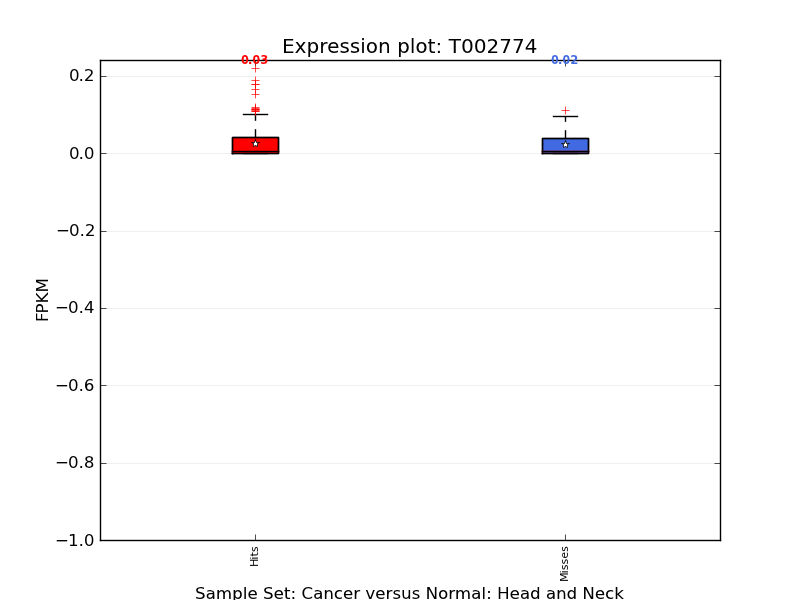 Expression plot: T002774
0.03
0.02
0.2
0.0
−0.2
−0.4
−0.6
−0.8
−1.0
FPKM
Hits
Misses
Sample Set: Cancer versus Normal: Head and Neck